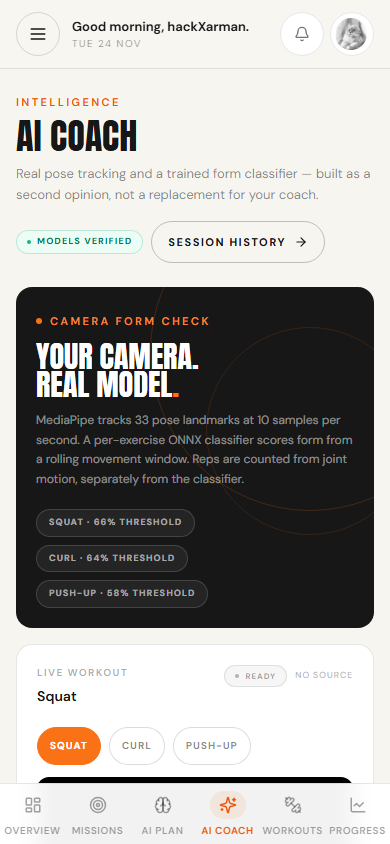 Good morning, hackXarman.
TUE 24 NOV
INTELLIGENCE
AI COACH
Real pose tracking and a trained form classifier — built as a
second opinion, not a replacement for your coach.
MODELS VERIFIED
SESSION HISTORY →
CAMERA FORM CHECK
YOUR CAMERA.
REAL MODEL.
MediaPipe tracks 33 pose landmarks at 10 samples per
second. A per-exercise ONNX classifier scores form from
a rolling movement window. Reps are counted from joint
motion, separately from the classifier.
SQUAT · 66% THRESHOLD
CURL · 64% THRESHOLD
PUSH-UP · 58% THRESHOLD
LIVE WORKOUT
READY
NO SOURCE
Squat
SQUAT
CURL
PUSH-UP
OVERVIEW
MISSIONS
AI PLAN
AI COACH
WORKOUTS
PROGRESS